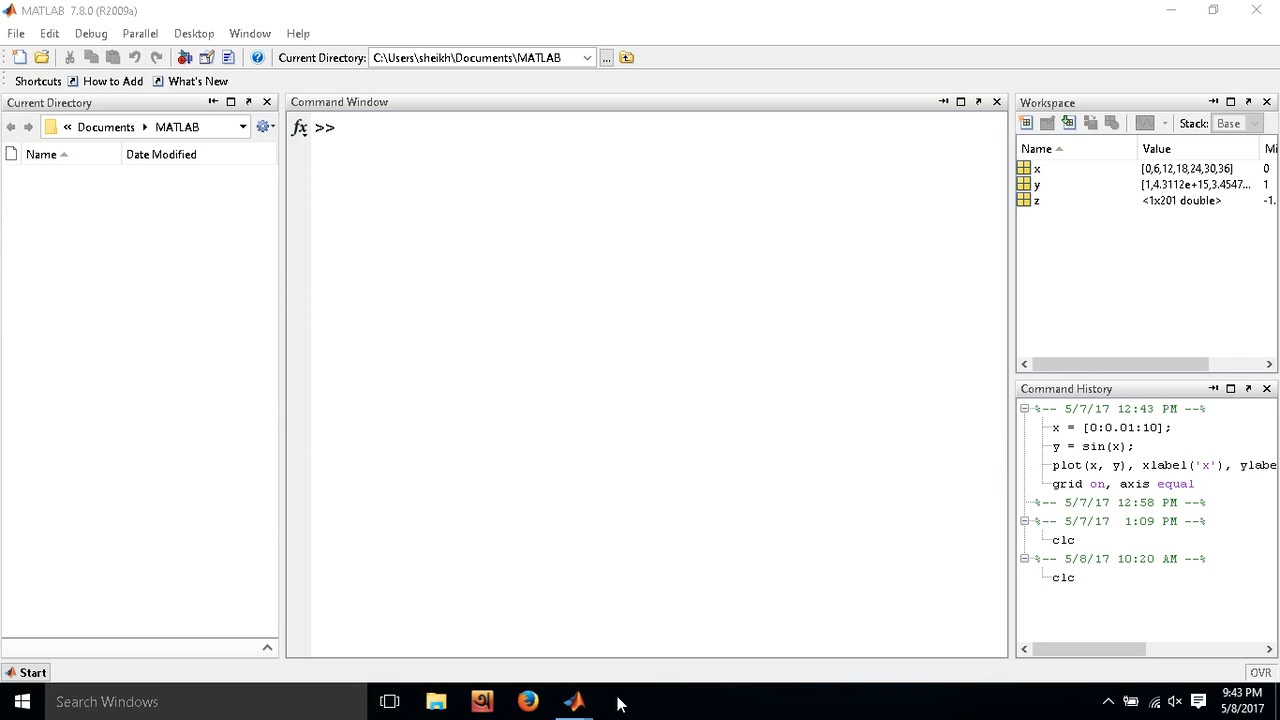 MATLAB 7.8.0 (R2009a)
File Edit Debug Parallel Desktop Window Help
Current Directory: C:\Users\sheikh\Documents\MATLAB ...
Shortcuts How to Add What's New
Current Directory
« Documents MATLAB
Name Date Modified
Command Window
fx >>
Workspace
Stack: Base
Name Value Mi
x [0,6,12,18,24,30,36] 0
y [1,4.3112e+15,3.4547... 1
z <1x201 double> -1.
Command History
%-- 5/7/17 12:43 PM --%
x = [0:0.01:10];
y = sin(x);
plot(x, y), xlabel('x'), ylabe
grid on, axis equal
%-- 5/7/17 12:58 PM --%
%-- 5/7/17 1:09 PM --%
clc
%-- 5/8/17 10:20 AM --%
clc
Start
OVR
Search Windows
9:43 PM
5/8/2017